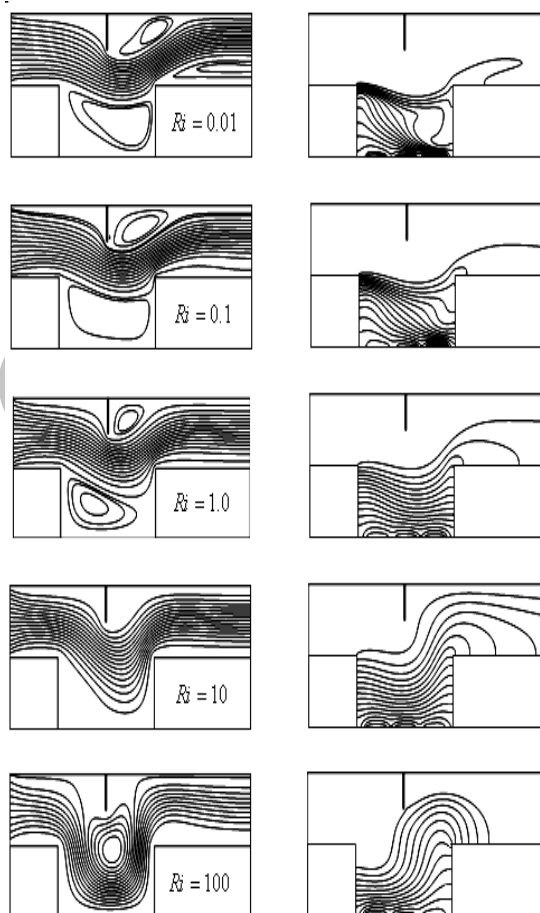 Ri = 0.01
Ri = 0.1
Ri = 1.0
Ri = 10
Ri = 100